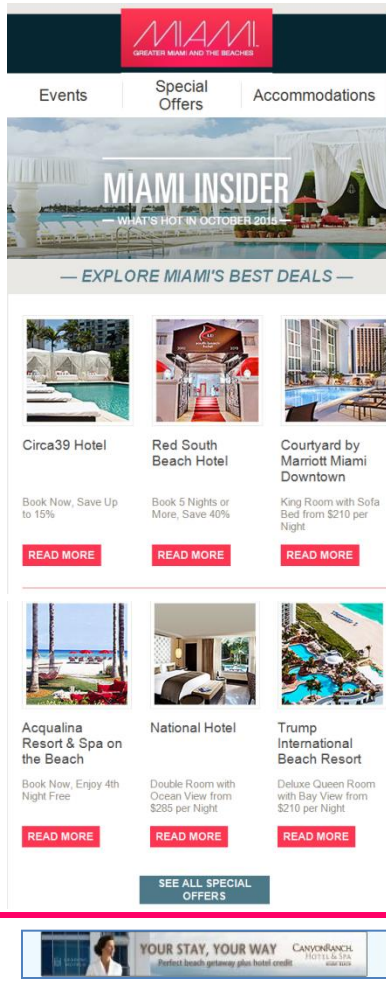 MIAMI
GREATER MIAMI AND THE BEACHES
Events
Special
Offers
Accommodations
MIAMI INSIDER
— WHAT'S HOT IN OCTOBER 2015 —
— EXPLORE MIAMI'S BEST DEALS —
Circa39 Hotel
Book Now, Save Up
to 15%
READ MORE
Red South
Beach Hotel
Book 5 Nights or
More, Save 40%
READ MORE
Courtyard by
Marriott Miami
Downtown
King Room with Sofa
Bed from $210 per
Night
READ MORE
Acqualina
Resort & Spa on
the Beach
Book Now, Enjoy 4th
Night Free
READ MORE
National Hotel
Double Room with
Ocean View from
$285 per Night
READ MORE
Trump
International
Beach Resort
Deluxe Queen Room
with Bay View from
$210 per Night
READ MORE
SEE ALL SPECIAL
OFFERS
YOUR STAY, YOUR WAY
Perfect beach getaway plus hotel credit
CANYONRANCH.
HOTEL & SPA